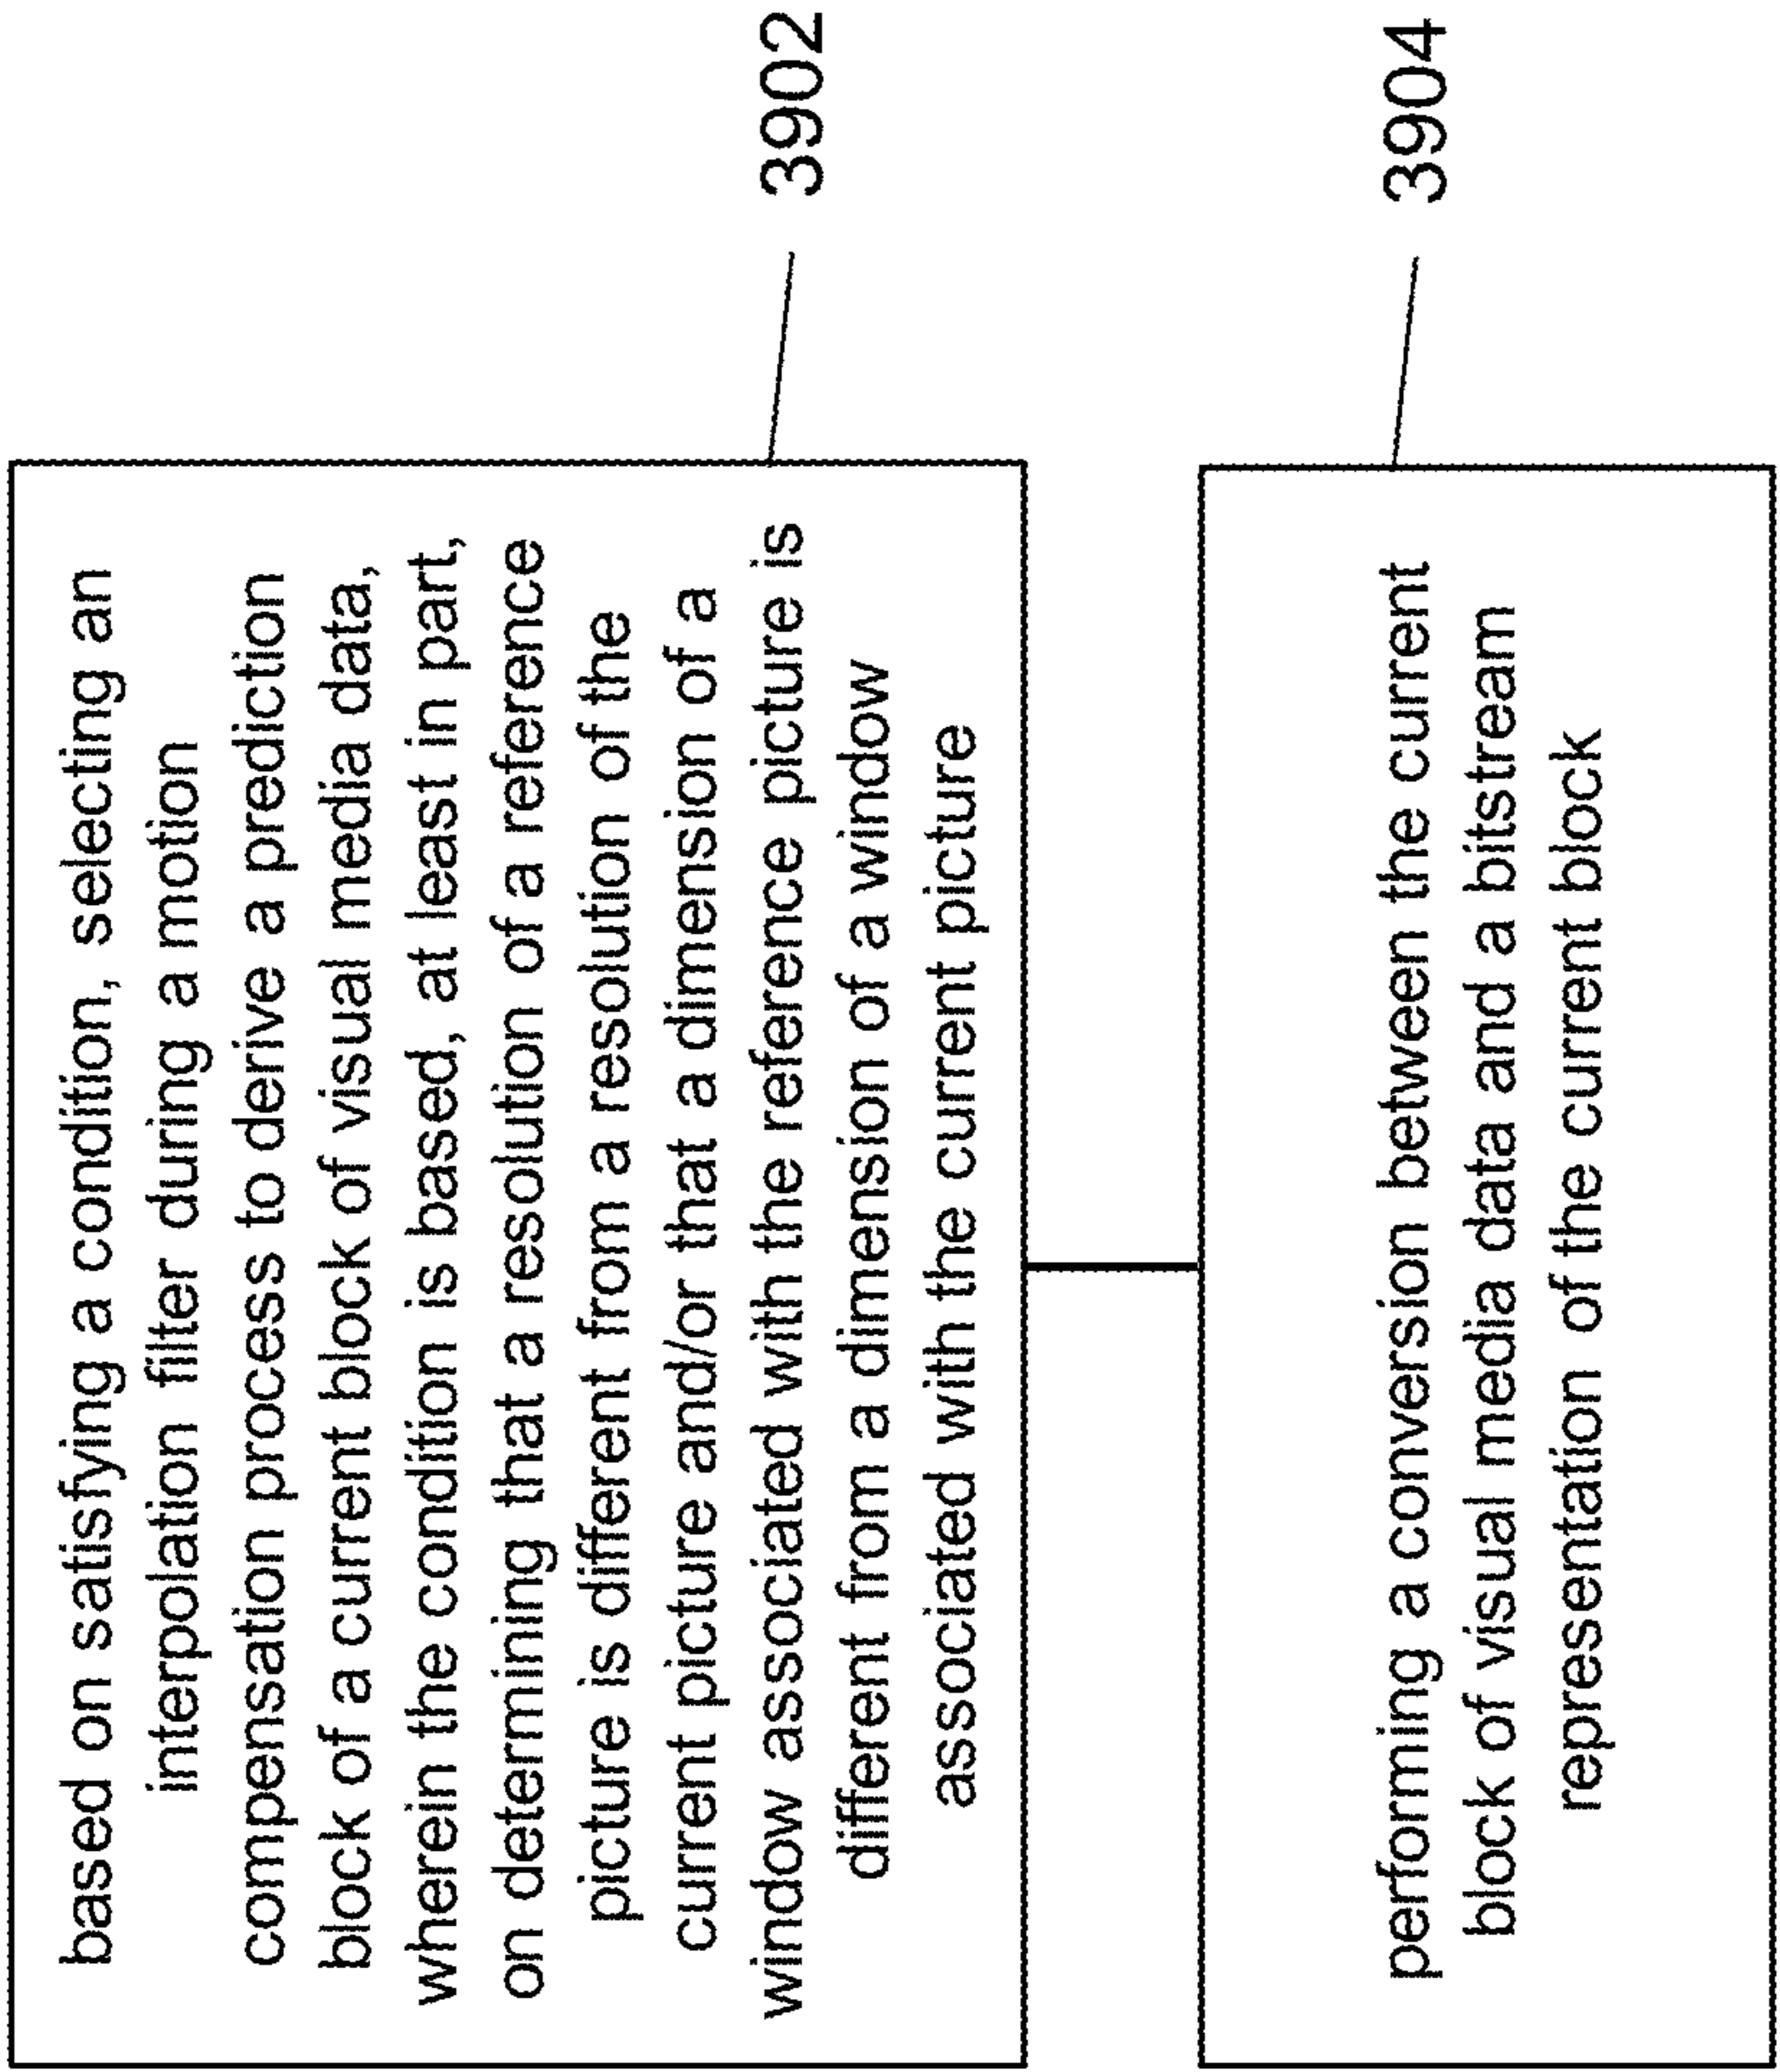 based on satisfying a condition, selecting an
interpolation filter during a motion
compensation process to derive a prediction
block of a current block of visual media data,
wherein the condition is based, at least in part,
on determining that a resolution of a reference
picture is different from a resolution of the
current picture and/or that a dimension of a
window associated with the reference picture is
different from a dimension of a window
associated with the current picture
3902
performing a conversion between the current
block of visual media data and a bitstream
representation of the current block
3904